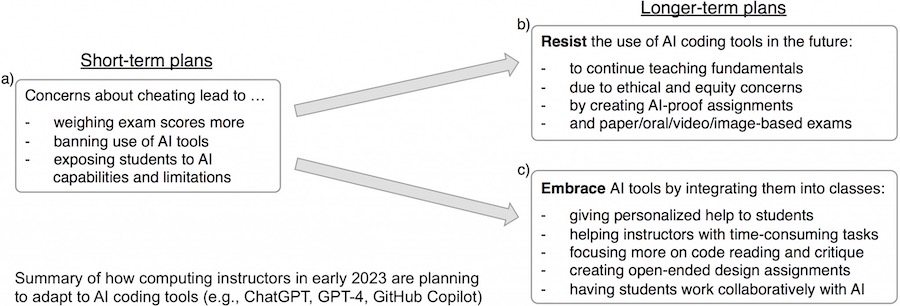 Short-term plans
a)
Concerns about cheating lead to …
- weighing exam scores more
- banning use of AI tools
- exposing students to AI
capabilities and limitations
Longer-term plans
b)
Resist the use of AI coding tools in the future:
- to continue teaching fundamentals
- due to ethical and equity concerns
- by creating AI-proof assignments
- and paper/oral/video/image-based exams
c)
Embrace AI tools by integrating them into classes:
- giving personalized help to students
- helping instructors with time-consuming tasks
- focusing more on code reading and critique
- creating open-ended design assignments
- having students work collaboratively with AI
Summary of how computing instructors in early 2023 are planning
to adapt to AI coding tools (e.g., ChatGPT, GPT-4, GitHub Copilot)